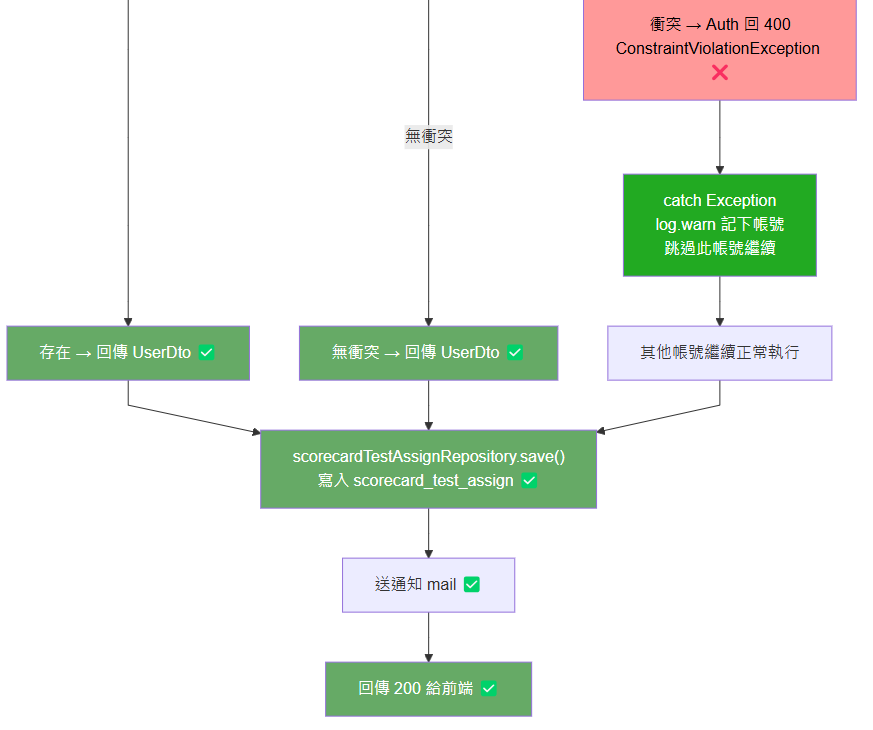 衝突 → Auth 回 400
ConstraintViolationException
❌
無衝突
catch Exception
log.warn 記下帳號
跳過此帳號繼續
存在 → 回傳 UserDto ✅
無衝突 → 回傳 UserDto ✅
其他帳號繼續正常執行
scorecardTestAssignRepository.save()
寫入 scorecard_test_assign ✅
送通知 mail ✅
回傳 200 給前端 ✅